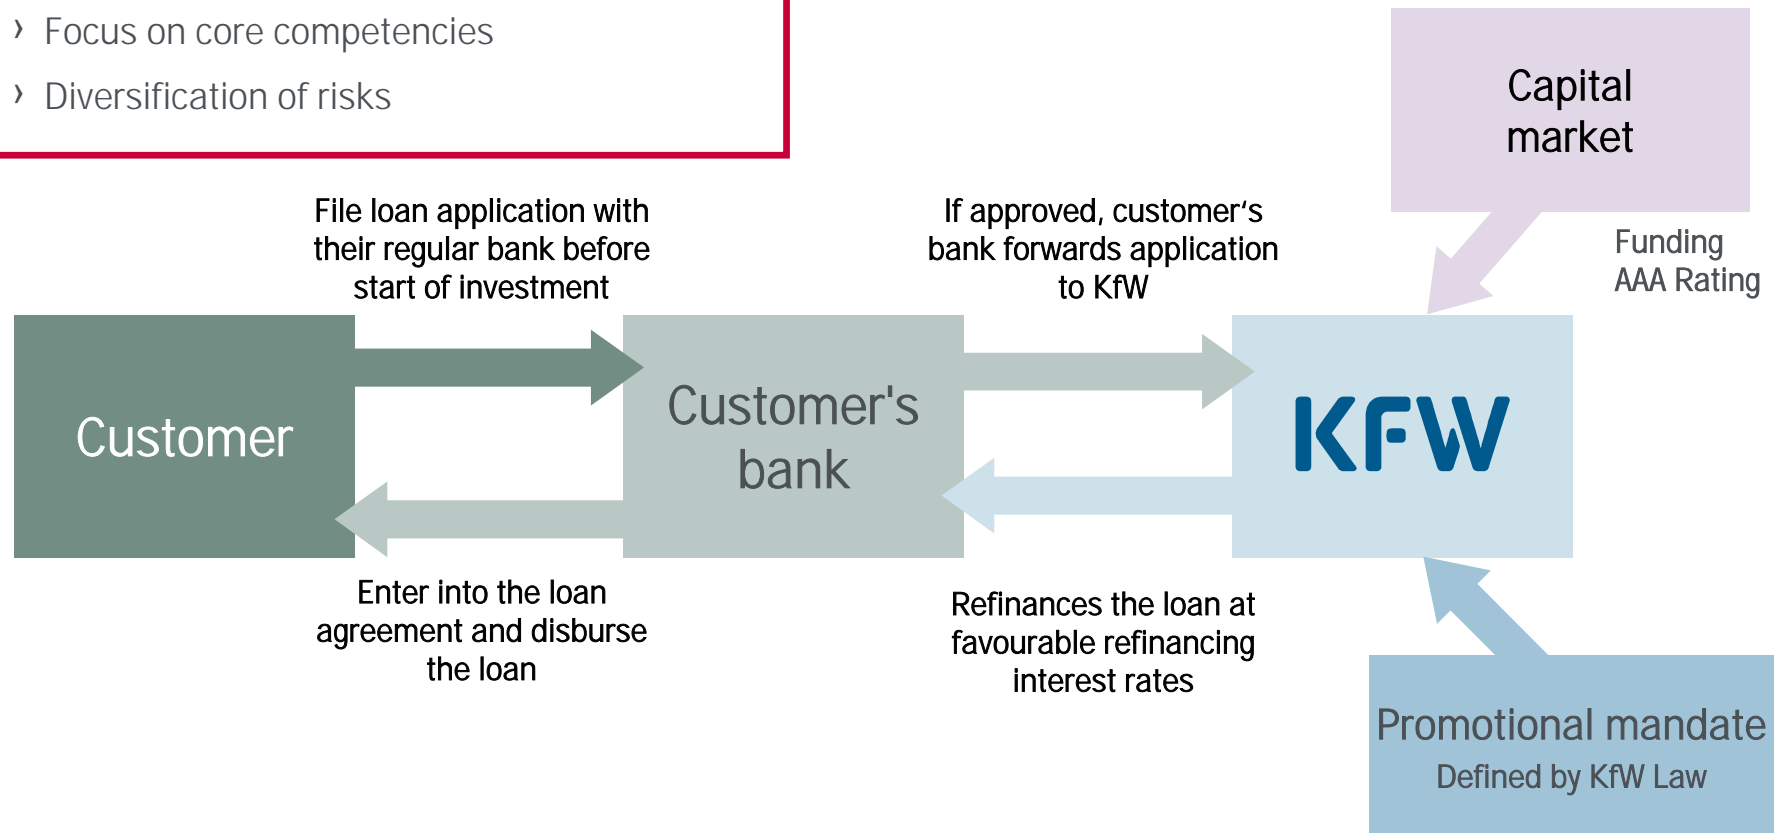 › Focus on core competencies
› Diversification of risks
Capital
market
Funding
AAA Rating
File loan application with
their regular bank before
start of investment
If approved, customer‘s
bank forwards application
to KfW
Customer
Customer's
bank
KFW
Enter into the loan
agreement and disburse
the loan
Refinances the loan at
favourable refinancing
interest rates
Promotional mandate
Defined by KfW Law